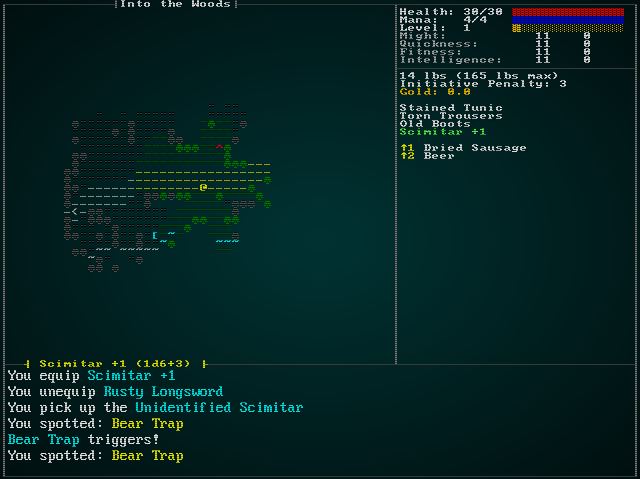 Into the Woods
Health: 30/30
Mana: 4/4
Level: 1
Might: 11 0
Quickness: 11 0
Fitness: 11 0
Intelligence: 11 0
14 lbs (165 lbs max)
Initiative Penalty: 3
Gold: 0.0
Stained Tunic
Torn Trousers
Old Boots
Scimitar +1
↑1 Dried Sausage
↑2 Beer
Scimitar +1 (1d6+3)
You equip Scimitar +1
You unequip Rusty Longsword
You pick up the Unidentified Scimitar
You spotted: Bear Trap
Bear Trap triggers!
You spotted: Bear Trap